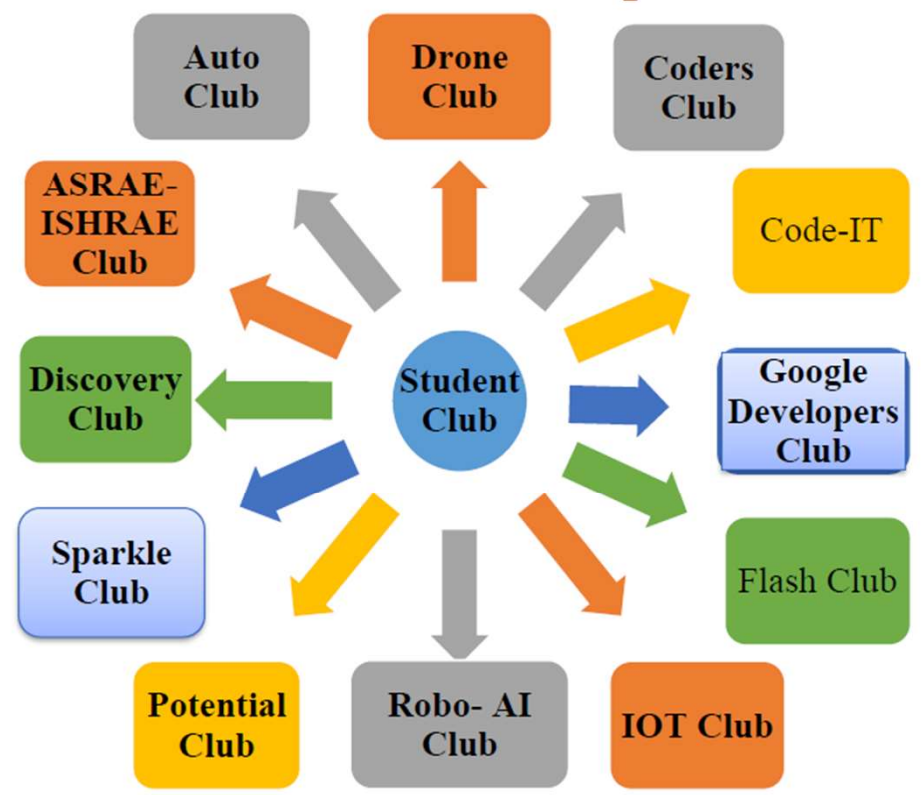 Auto
Club
Drone
Club
Coders
Club
ASRAE-
ISHRAE
Club
Code-IT
Discovery
Club
Student
Club
Google
Developers
Club
Sparkle
Club
Flash Club
Potential
Club
Robo- AI
Club
IOT Club